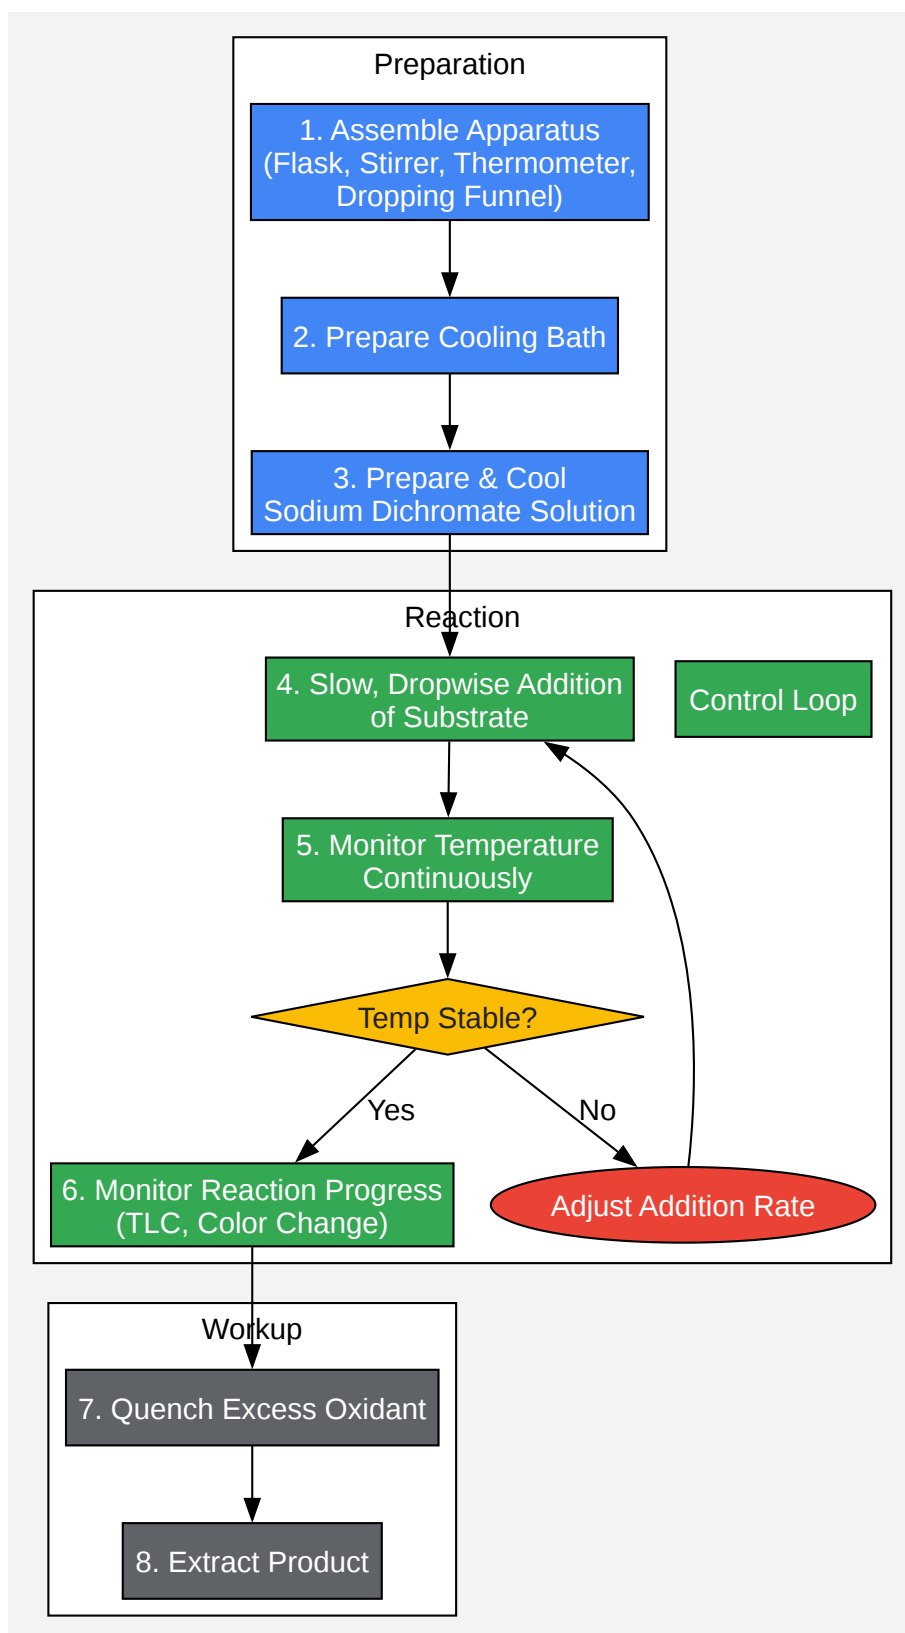 Preparation
1. Assemble Apparatus
(Flask, Stirrer, Thermometer,
Dropping Funnel)
2. Prepare Cooling Bath
3. Prepare & Cool
Sodium Dichromate Solution
Reaction
4. Slow, Dropwise Addition
of Substrate
Control Loop
5. Monitor Temperature
Continuously
Temp Stable?
Yes
No
6. Monitor Reaction Progress
(TLC, Color Change)
Adjust Addition Rate
Workup
7. Quench Excess Oxidant
8. Extract Product